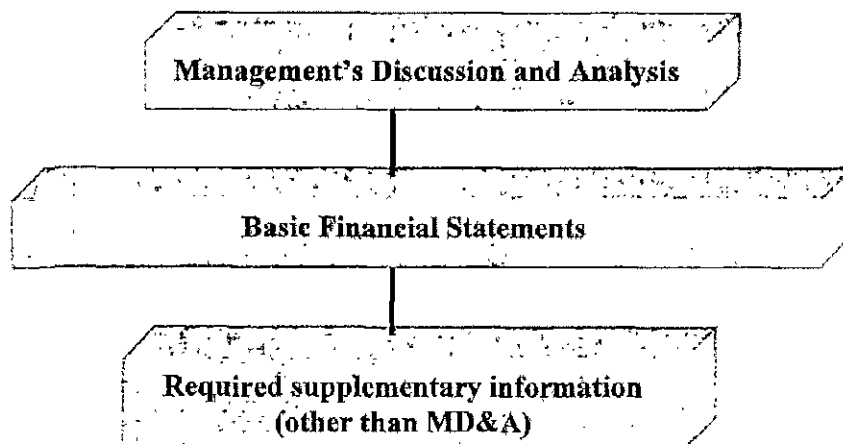 Management's Discussion and Analysis
Basic Financial Statements
Required supplementary information
(other than MD&A)